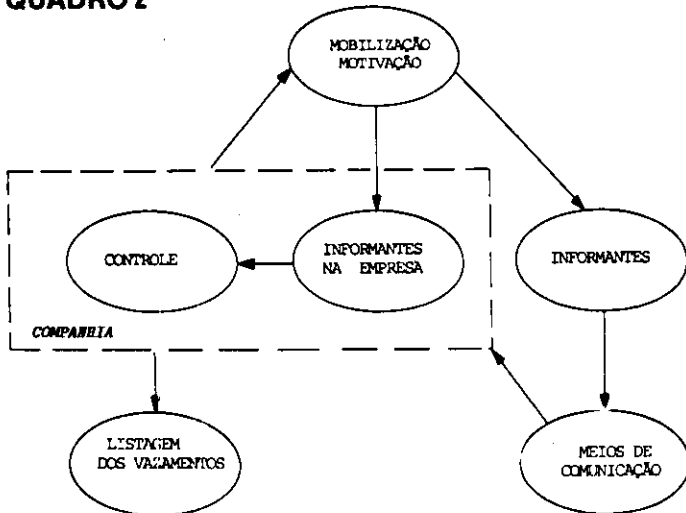 QUADRO 2
MOBILIZAÇÃO
MOTIVAÇÃO
CONTROLE
INFORMANTES
NA EMPRESA
INFORMANTES
COMPANHIA
LISTAGEM
DOS VAZAMENTOS
MEIOS DE
COMUNICAÇÃO